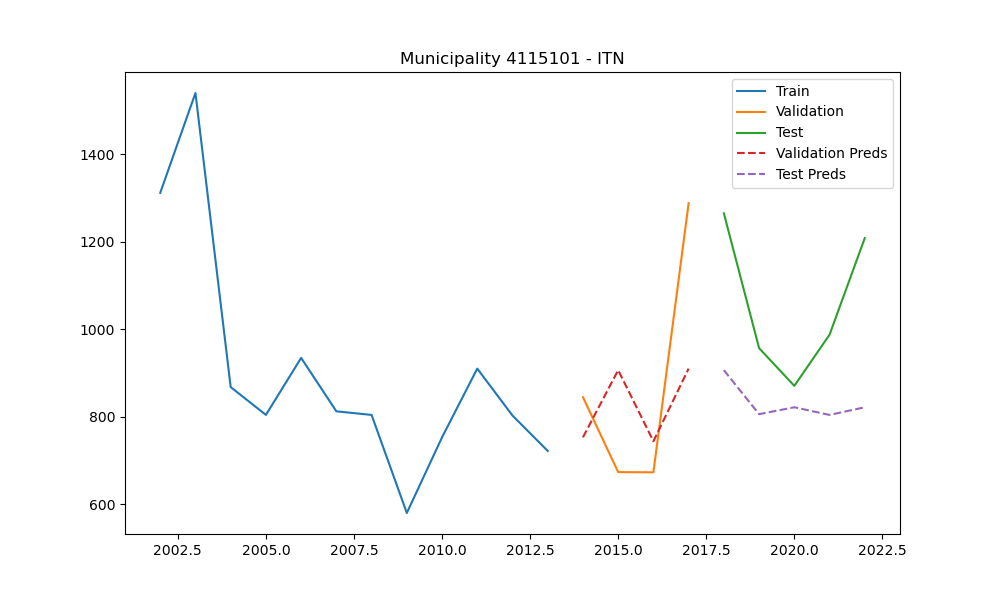 Municipality 4115101 - ITN
Train
Validation
Test
Validation Preds
Test Preds
1400
1200
1000
800
600
2002.5 2005.0 2007.5 2010.0 2012.5 2015.0 2017.5 2020.0 2022.5